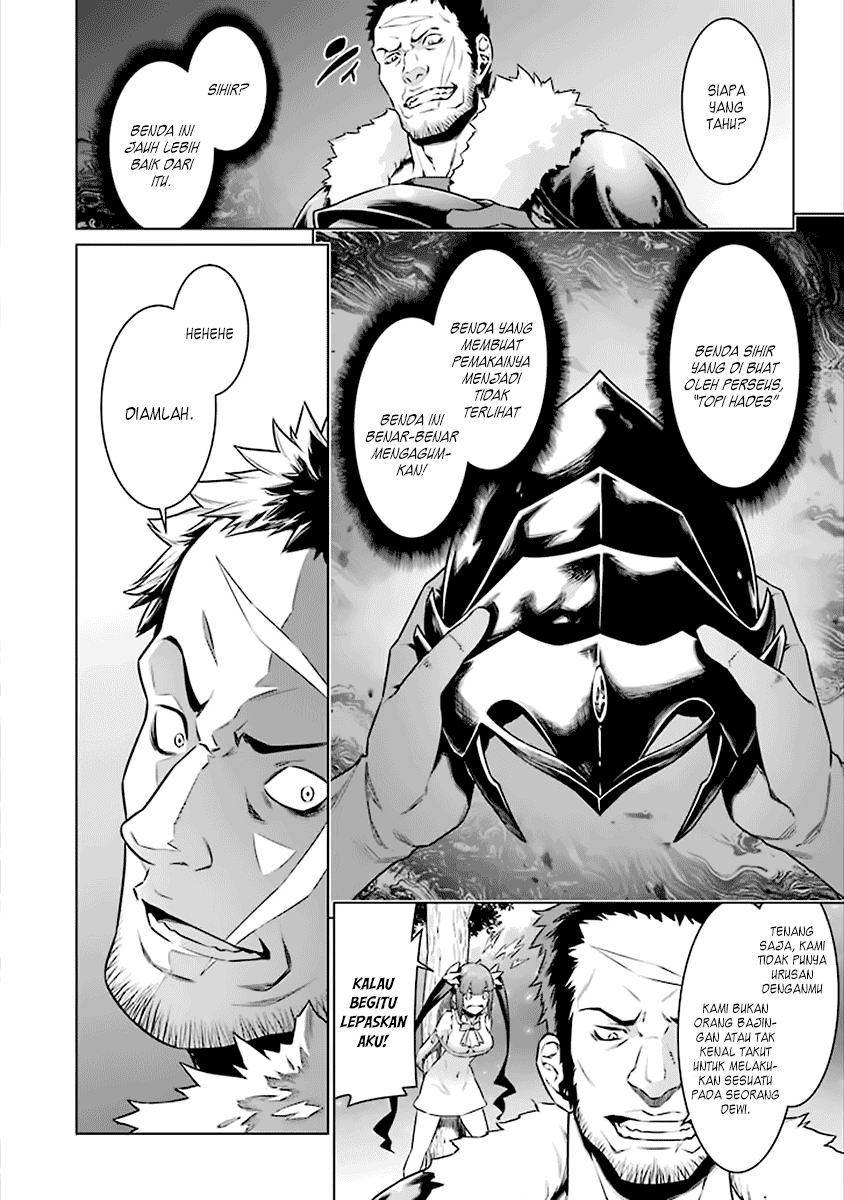 SIAPA
YANG
TAHU?
SIHIR?
BENDA INI
JAUH LEBIH
BAIK DARI
ITU.
BENDA SIHIR
YANG DI BUAT
OLEH PERSEUS,
"TOPI HADES"
BENDA YANG
MEMBUAT
PEMAKAINYA
MENJADI
TIDAK
TERLIHAT
BENDA INI
BENAR-BENAR
MENGAGUM-
KAN!
HEHEHE
DIAMLAH.
TENANG
SAJA, KAMI
TIDAK PUNYA
URUSAN
DENGANMU
KAMI BUKAN
ORANG BAJIN-
GAN ATAU TAK
KENAL TAKUT
UNTUK MELAKU-
KAN SESUATU
PADA SEORANG
DEWI.
KALAU
BEGITU
LEPASKAN
AKU!